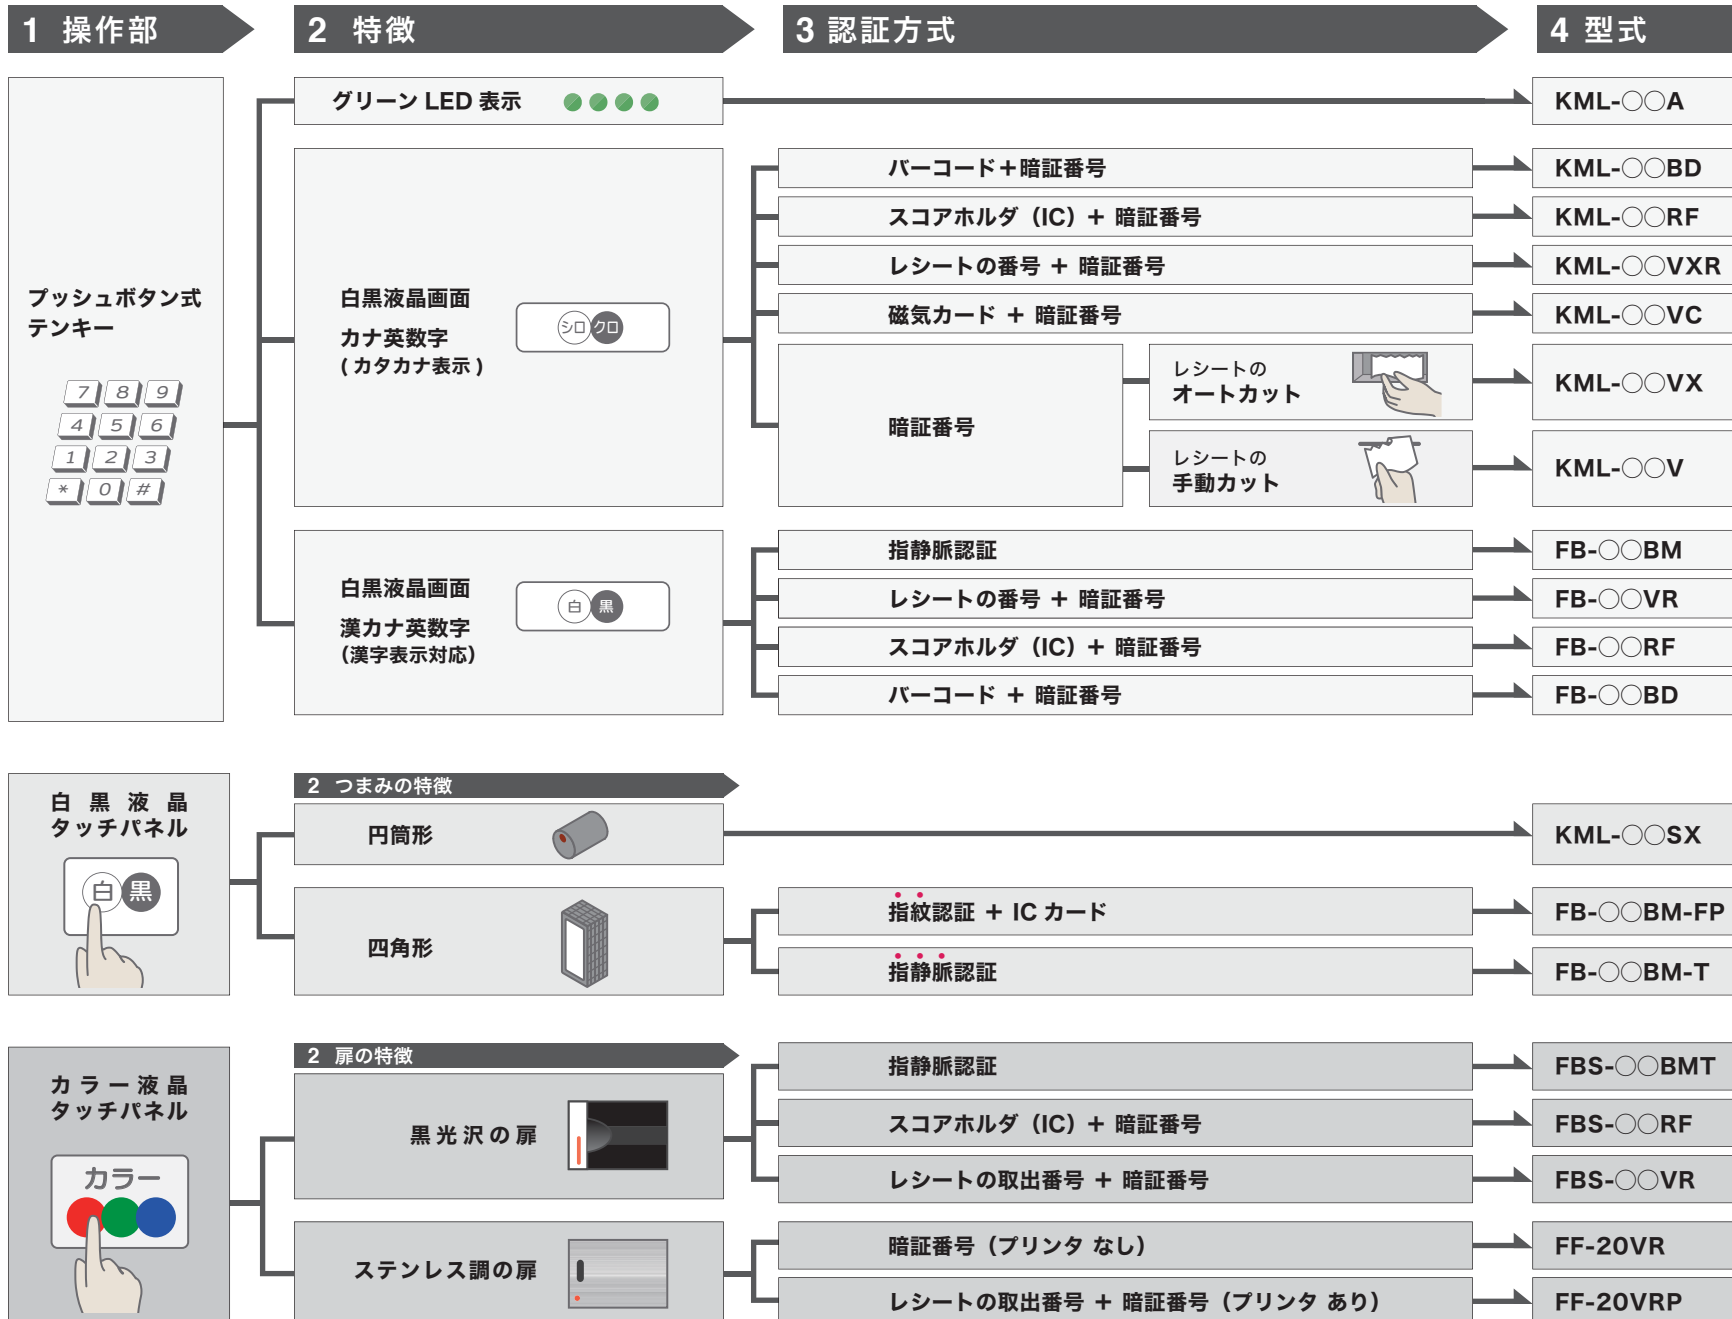 1 操作部
2 特徴
3 認証方式
4 型式
プッシュボタン式
テンキー
7 8 9
4 5 6
1 2 3
* 0 #
グリーン LED 表示
KML-○○A
白黒液晶画面
カナ英数字
( カタカナ表示 )
シロ クロ
バーコード＋暗証番号
KML-○○BD
スコアホルダ（IC）＋ 暗証番号
KML-○○RF
レシートの番号 ＋ 暗証番号
KML-○○VXR
磁気カード ＋ 暗証番号
KML-○○VC
暗証番号
レシートの
オートカット
KML-○○VX
レシートの
手動カット
KML-○○V
白黒液晶画面
漢カナ英数字
（漢字表示対応）
白 黒
指静脈認証
FB-○○BM
レシートの番号 ＋ 暗証番号
FB-○○VR
スコアホルダ（IC）＋ 暗証番号
FB-○○RF
バーコード ＋ 暗証番号
FB-○○BD
白黒液晶
タッチパネル
白 黒
2 つまみの特徴
円筒形
KML-○○SX
四角形
指紋認証 ＋ IC カード
FB-○○BM-FP
指静脈認証
FB-○○BM-T
カラー液晶
タッチパネル
カラー
2 扉の特徴
黒光沢の扉
指静脈認証
FBS-○○BMT
スコアホルダ（IC）＋ 暗証番号
FBS-○○RF
レシートの取出番号 ＋ 暗証番号
FBS-○○VR
ステンレス調の扉
暗証番号（プリンタ なし）
FF-20VR
レシートの取出番号 ＋ 暗証番号（プリンタ あり）
FF-20VRP